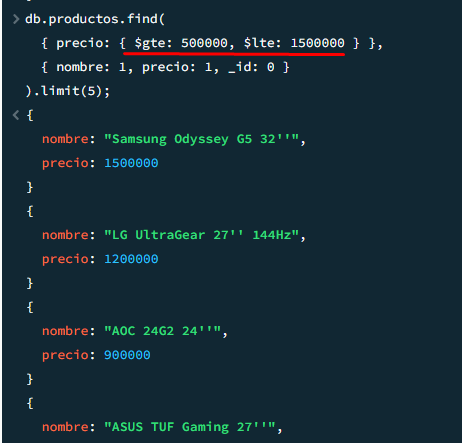 > db.productos.find(
{ precio: { $gte: 500000, $lte: 1500000 } },
{ nombre: 1, precio: 1, _id: 0 }
).limit(5);
< {
nombre: "Samsung Odyssey G5 32''",
precio: 1500000
}
{
nombre: "LG UltraGear 27'' 144Hz",
precio: 1200000
}
{
nombre: "AOC 24G2 24''",
precio: 900000
}
{
nombre: "ASUS TUF Gaming 27''",